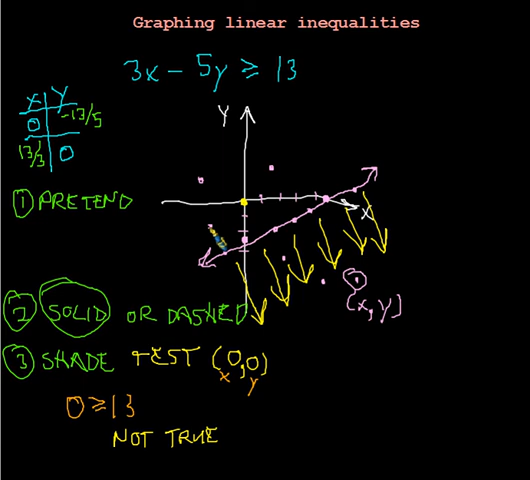 Graphing linear inequalities
3x - 5y ≥ 13
x y
0 -13/5
13/3 0
Y
X
① PRETEND
② SOLID OR DASHED
(x, y)
③ SHADE TEST (0,0)
x y
0 ≥ 13
NOT TRUE